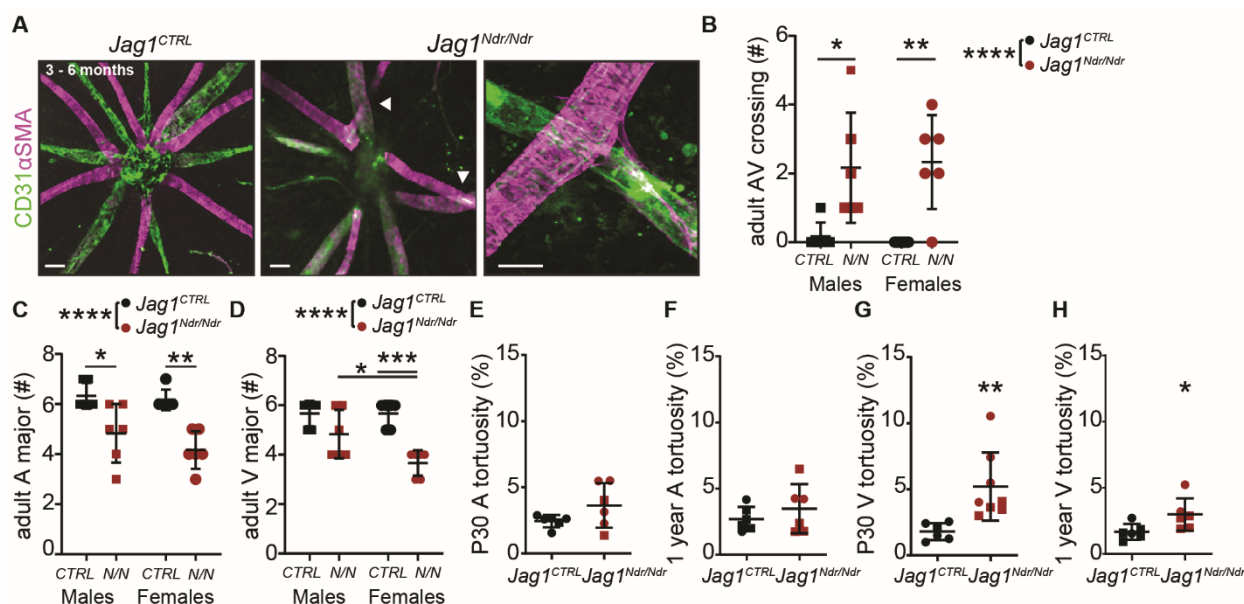 A
Jag1CTRL
Jag1Ndr/Ndr
3 - 6 months
CD31αSMA
B
adult AV crossing (#)
6
4
2
0
* ** ****
Jag1CTRL
Jag1Ndr/Ndr
CTRL N/N CTRL N/N
Males Females
C
adult A major (#)
8
6
4
2
0
****
Jag1CTRL
Jag1Ndr/Ndr
* **
CTRL N/N CTRL N/N
Males Females
D
adult V major (#)
8
6
4
2
0
****
Jag1CTRL
Jag1Ndr/Ndr
* ***
CTRL N/N CTRL N/N
Males Females
E
P30 A tortuosity (%)
15
10
5
0
Jag1CTRL Jag1Ndr/Ndr
F
1 year A tortuosity (%)
15
10
5
0
Jag1CTRL Jag1Ndr/Ndr
G
P30 V tortuosity (%)
15
10
5
0
**
Jag1CTRL Jag1Ndr/Ndr
H
1 year V tortuosity (%)
15
10
5
0
*
Jag1CTRL Jag1Ndr/Ndr